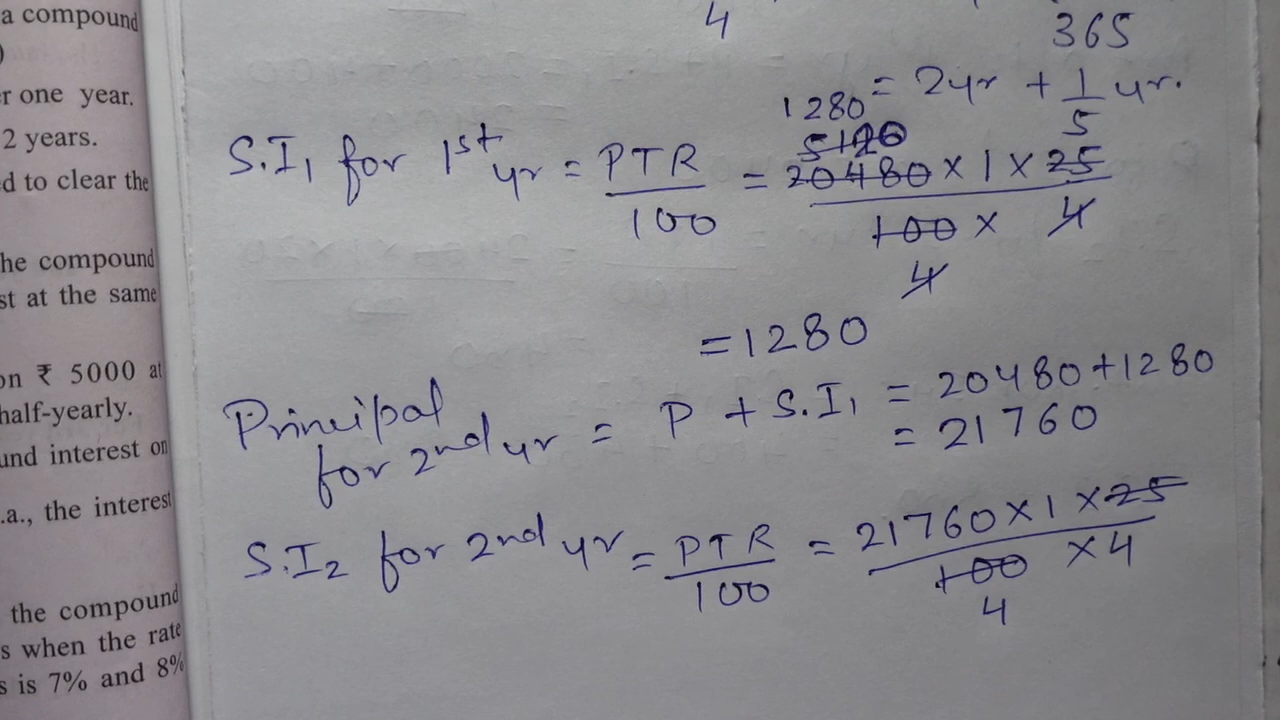 a compound
)
r one year.
2 years.
d to clear the
he compound
st at the same
on ₹ 5000 at
half-yearly.
und interest on
.a., the interest
the compound
s when the rate
s is 7% and 8%
4
365
= 2yr + 1/5 yr.
1280
5120
S.I₁ for 1st yr = PTR/100 = 20480 × 1 × 25 / 100 × 4
4
= 1280
Principal for 2nd yr = P + S.I₁ = 20480 + 1280
= 21760
S.I₂ for 2nd yr = PTR/100 = 21760 × 1 × 25 / 100 × 4
4